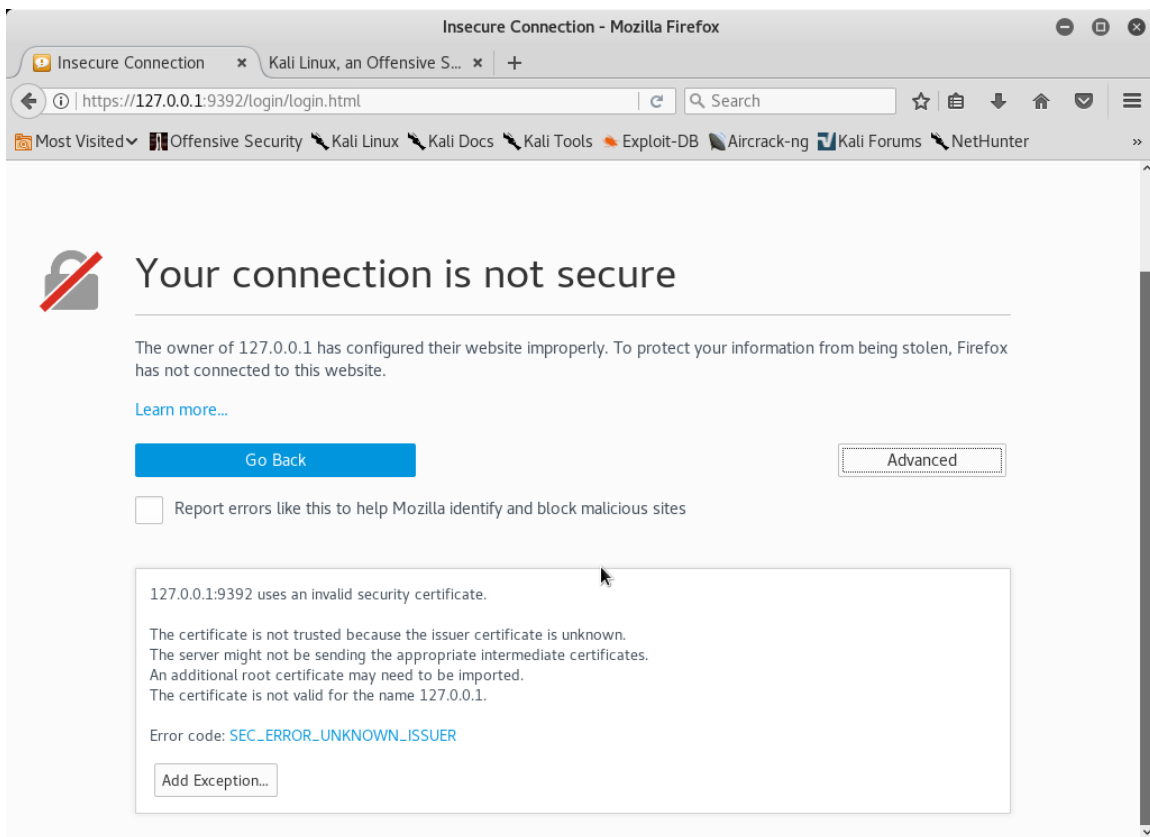 Insecure Connection - Mozilla Firefox
Insecure Connection Kali Linux, an Offensive S...
https://127.0.0.1:9392/login/login.html Search
Most Visited Offensive Security Kali Linux Kali Docs Kali Tools Exploit-DB Aircrack-ng Kali Forums NetHunter »
Your connection is not secure
The owner of 127.0.0.1 has configured their website improperly. To protect your information from being stolen, Firefox
has not connected to this website.
Learn more...
Go Back Advanced
Report errors like this to help Mozilla identify and block malicious sites
127.0.0.1:9392 uses an invalid security certificate.
The certificate is not trusted because the issuer certificate is unknown.
The server might not be sending the appropriate intermediate certificates.
An additional root certificate may need to be imported.
The certificate is not valid for the name 127.0.0.1.
Error code: SEC_ERROR_UNKNOWN_ISSUER
Add Exception...